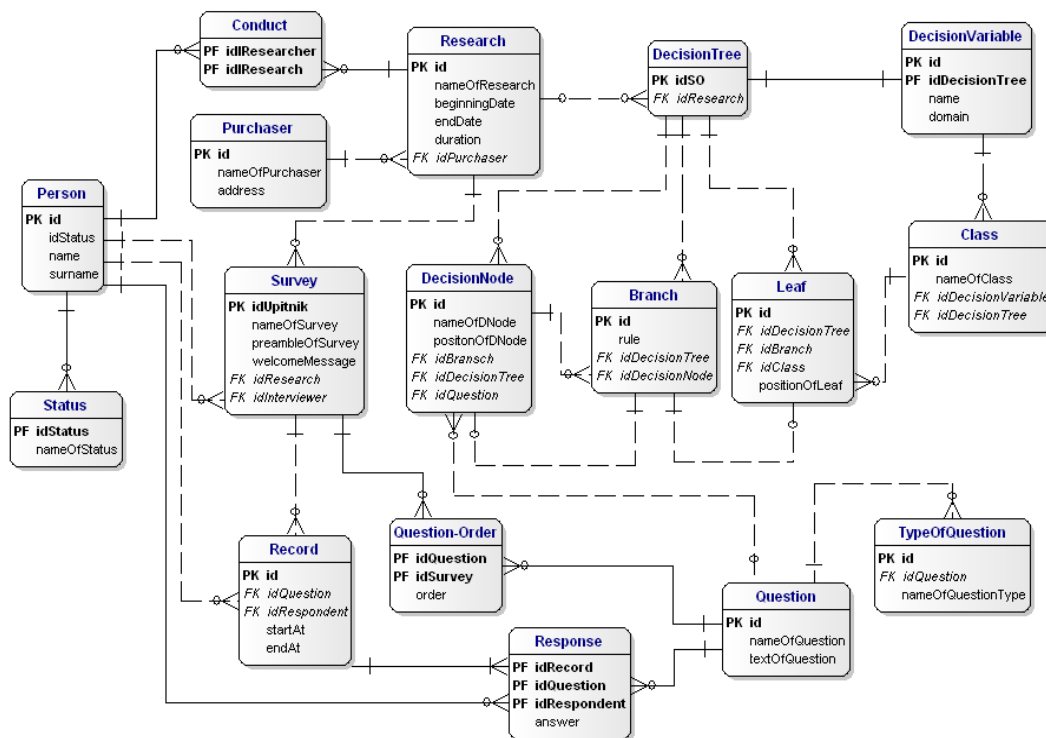 Conduct
PF idIResearcher
PF idIResearch
Research
PK id
nameOfResearch
beginningDate
endDate
duration
FK idPurchaser
DecisionTree
PK idSO
FK idResearch
DecisionVariable
PK id
PF idDecisionTree
name
domain
Purchaser
PK id
nameOfPurchaser
address
Person
PK id
idStatus
name
surname
Survey
PK idUpitnik
nameOfSurvey
preambleOfSurvey
welcomeMessage
FK idResearch
FK idInterviewer
DecisionNode
PK id
nameOfDNode
positonOfDNode
FK idBransch
FK idDecisionTree
FK idQuestion
Branch
PK id
rule
FK idDecisionTree
FK idDecisionNode
Leaf
PK id
FK idDecisionTree
FK idBranch
FK idClass
positionOfLeaf
Class
PK id
nameOfClass
FK idDecisionVariable
FK idDecisionTree
Status
PF idStatus
nameOfStatus
Record
PK id
FK idQuestion
FK idRespondent
startAt
endAt
Question-Order
PF idQuestion
PF idSurvey
order
TypeOfQuestion
PK id
FK idQuestion
nameOfQuestionType
Question
PK id
nameOfQuestion
textOfQuestion
Response
PF idRecord
PF idQuestion
PF idRespondent
answer